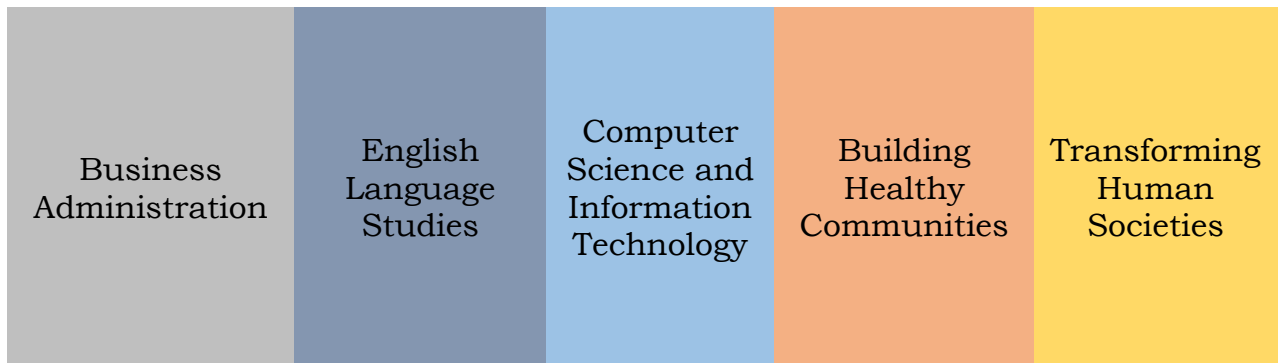 Business
Administration
English
Language
Studies
Computer
Science and
Information
Technology
Building
Healthy
Communities
Transforming
Human
Societies